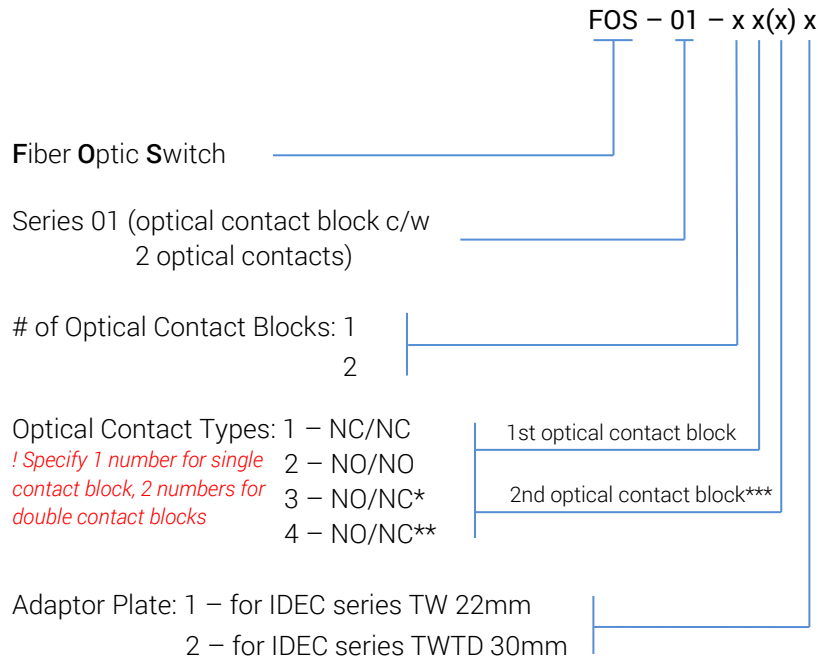 FOS – 01 – x x(x) x
Fiber Optic Switch
Series 01 (optical contact block c/w
2 optical contacts)
# of Optical Contact Blocks: 1
2
Optical Contact Types: 1 – NC/NC
! Specify 1 number for single
contact block, 2 numbers for
double contact blocks
2 – NO/NO
3 – NO/NC*
4 – NO/NC**
1st optical contact block
2nd optical contact block***
Adaptor Plate: 1 – for IDEC series TW 22mm
2 – for IDEC series TWTD 30mm